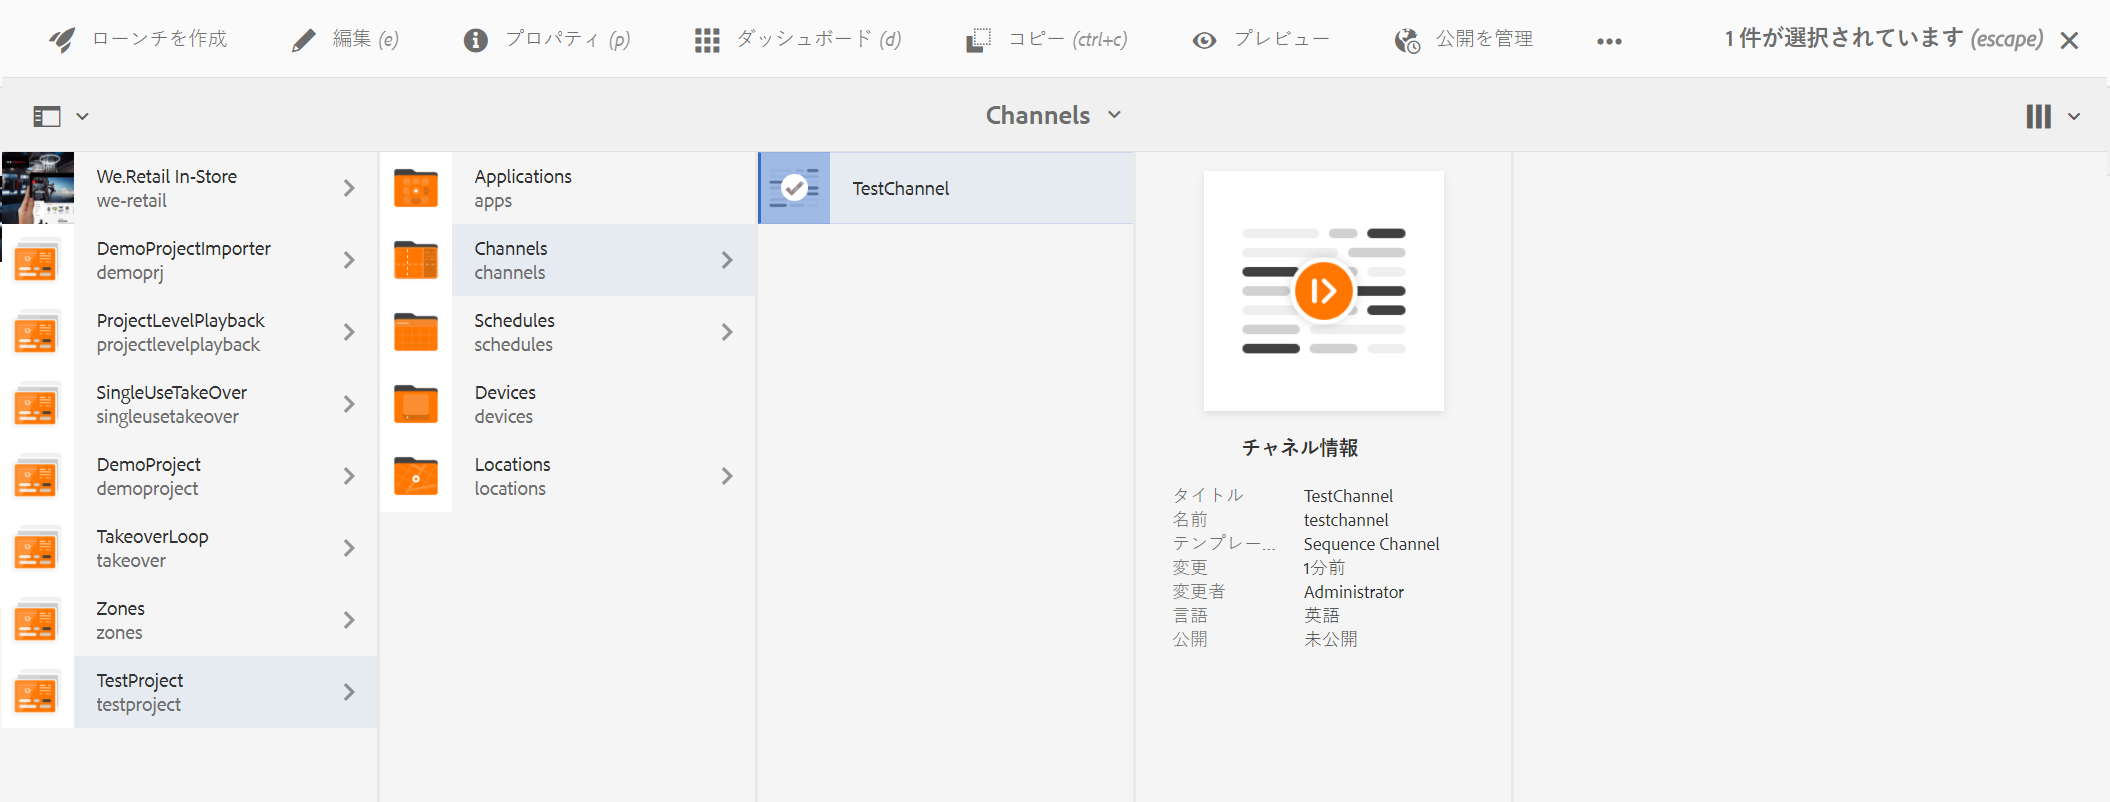 ローンチを作成
編集 (e)
プロパティ (p)
ダッシュボード (d)
コピー (ctrl+c)
プレビュー
公開を管理
1 件が選択されています (escape)
Channels
We.Retail In-Store
we-retail
DemoProjectImporter
demoprj
ProjectLevelPlayback
projectlevelplayback
SingleUseTakeOver
singleusetakeover
DemoProject
demoproject
TakeoverLoop
takeover
Zones
zones
TestProject
testproject
Applications
apps
Channels
channels
Schedules
schedules
Devices
devices
Locations
locations
TestChannel
チャネル情報
タイトル TestChannel
名前 testchannel
テンプレー... Sequence Channel
変更 1分前
変更者 Administrator
言語 英語
公開 未公開